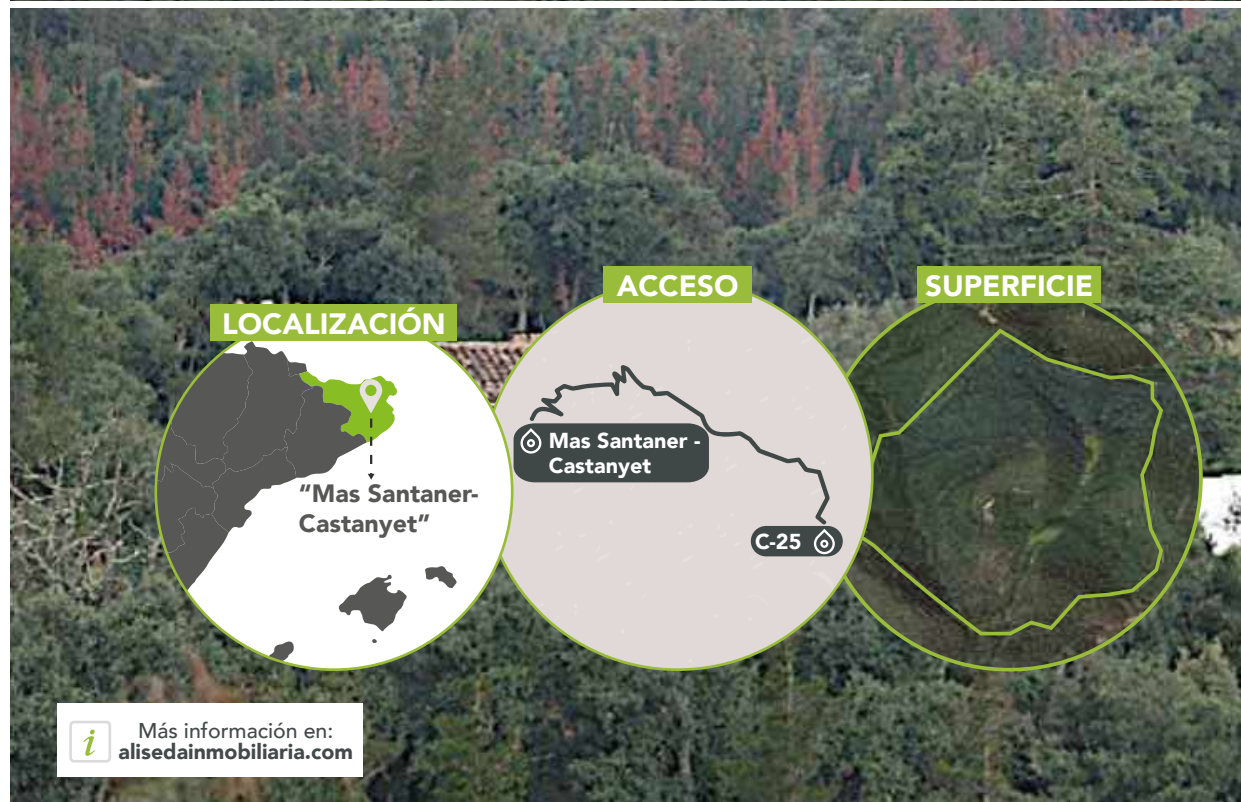 LOCALIZACIÓN
"Mas Santaner-
Castanyet"
ACCESO
Mas Santaner -
Castanyet
C-25
SUPERFICIE
i
Más información en:
alisedainmobiliaria.com